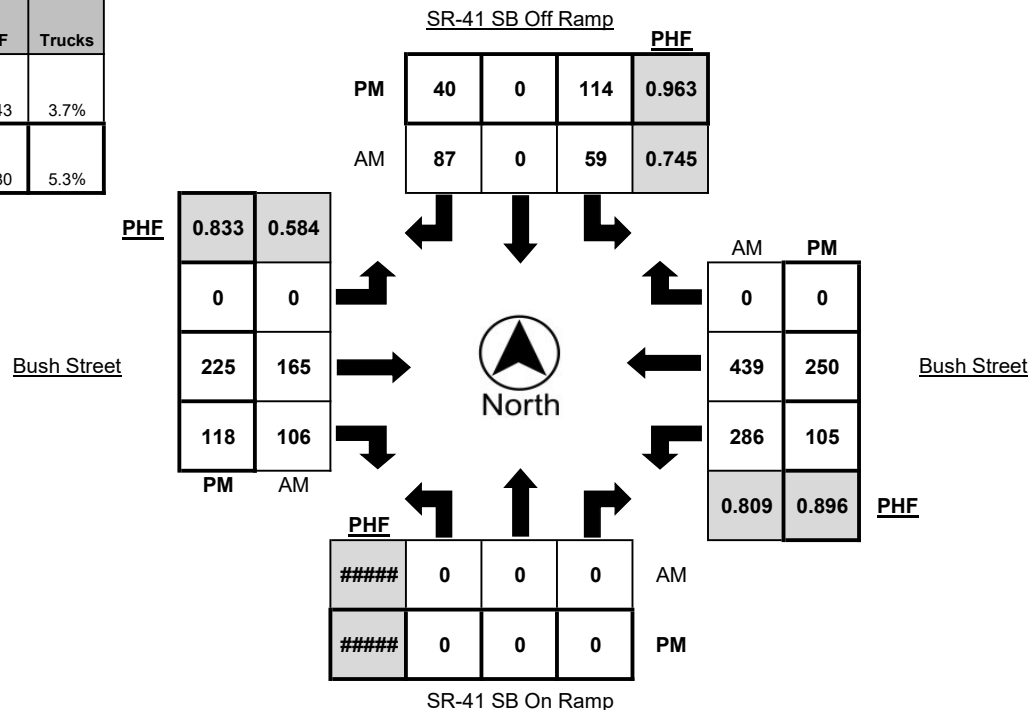 SR-41 SB Off Ramp
F Trucks
43 3.7%
30 5.3%
PHF
PM 40 0 114 0.963
AM 87 0 59 0.745
PHF 0.833 0.584
0 0
Bush Street 225 165
118 106
PM AM
North
AM PM
0 0
439 250 Bush Street
286 105
0.809 0.896 PHF
PHF
##### 0 0 0 AM
##### 0 0 0 PM
SR-41 SB On Ramp